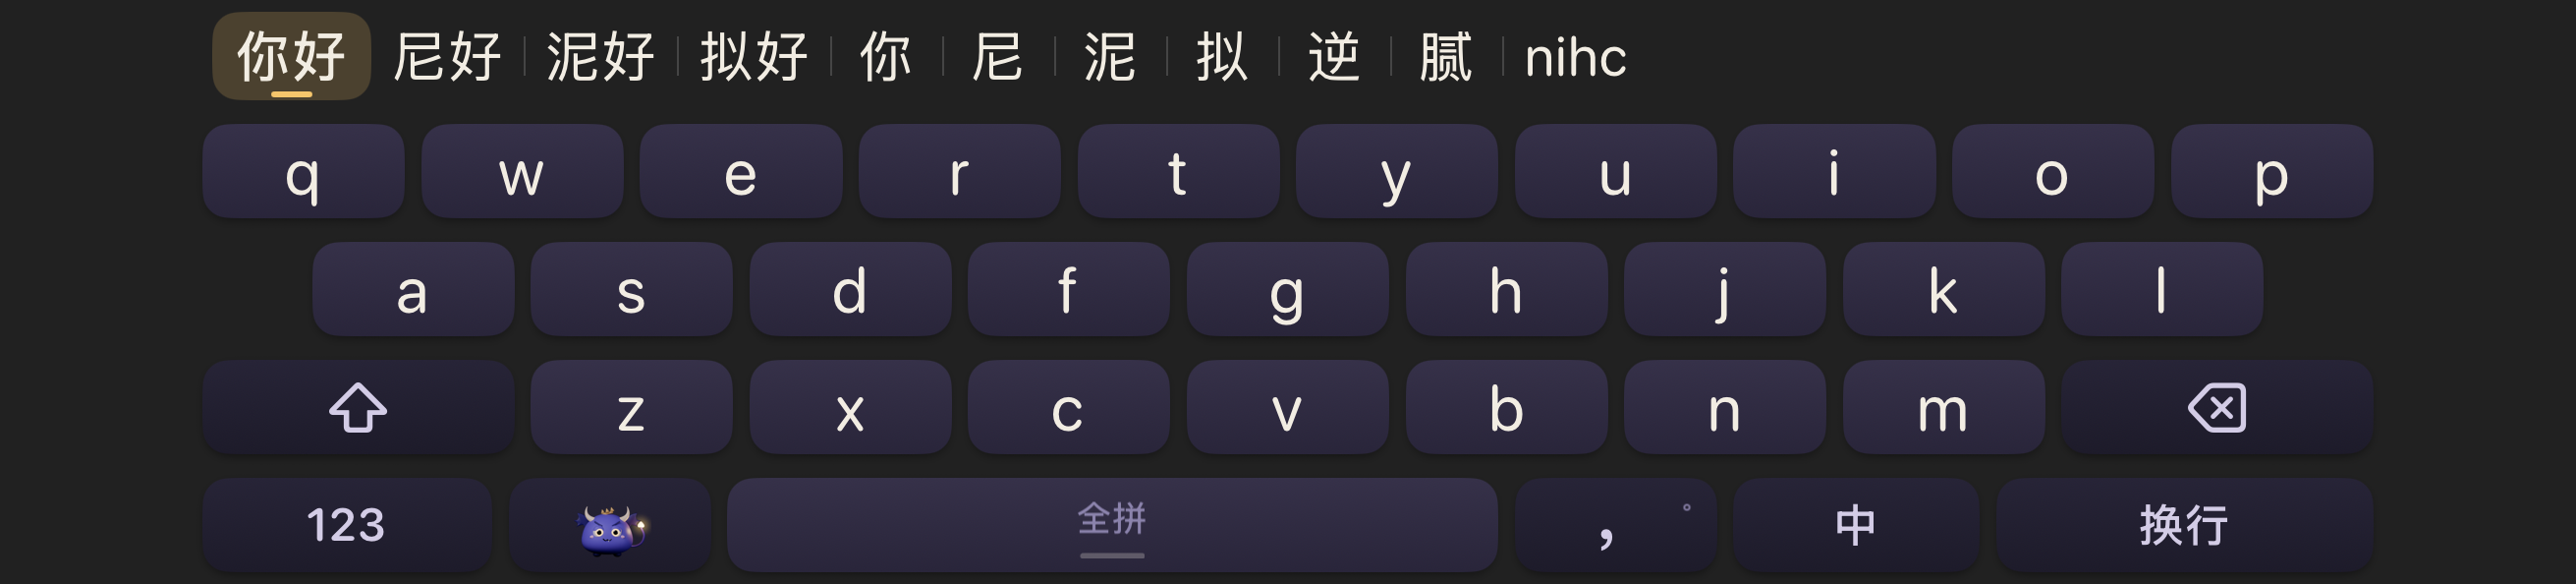 你好 尼好 泥好 拟好 你 尼 泥 拟 逆 腻 nihc
q w e r t y u i o p
a s d f g h j k l
z x c v b n m
123 全拼 ， 。 中 换行